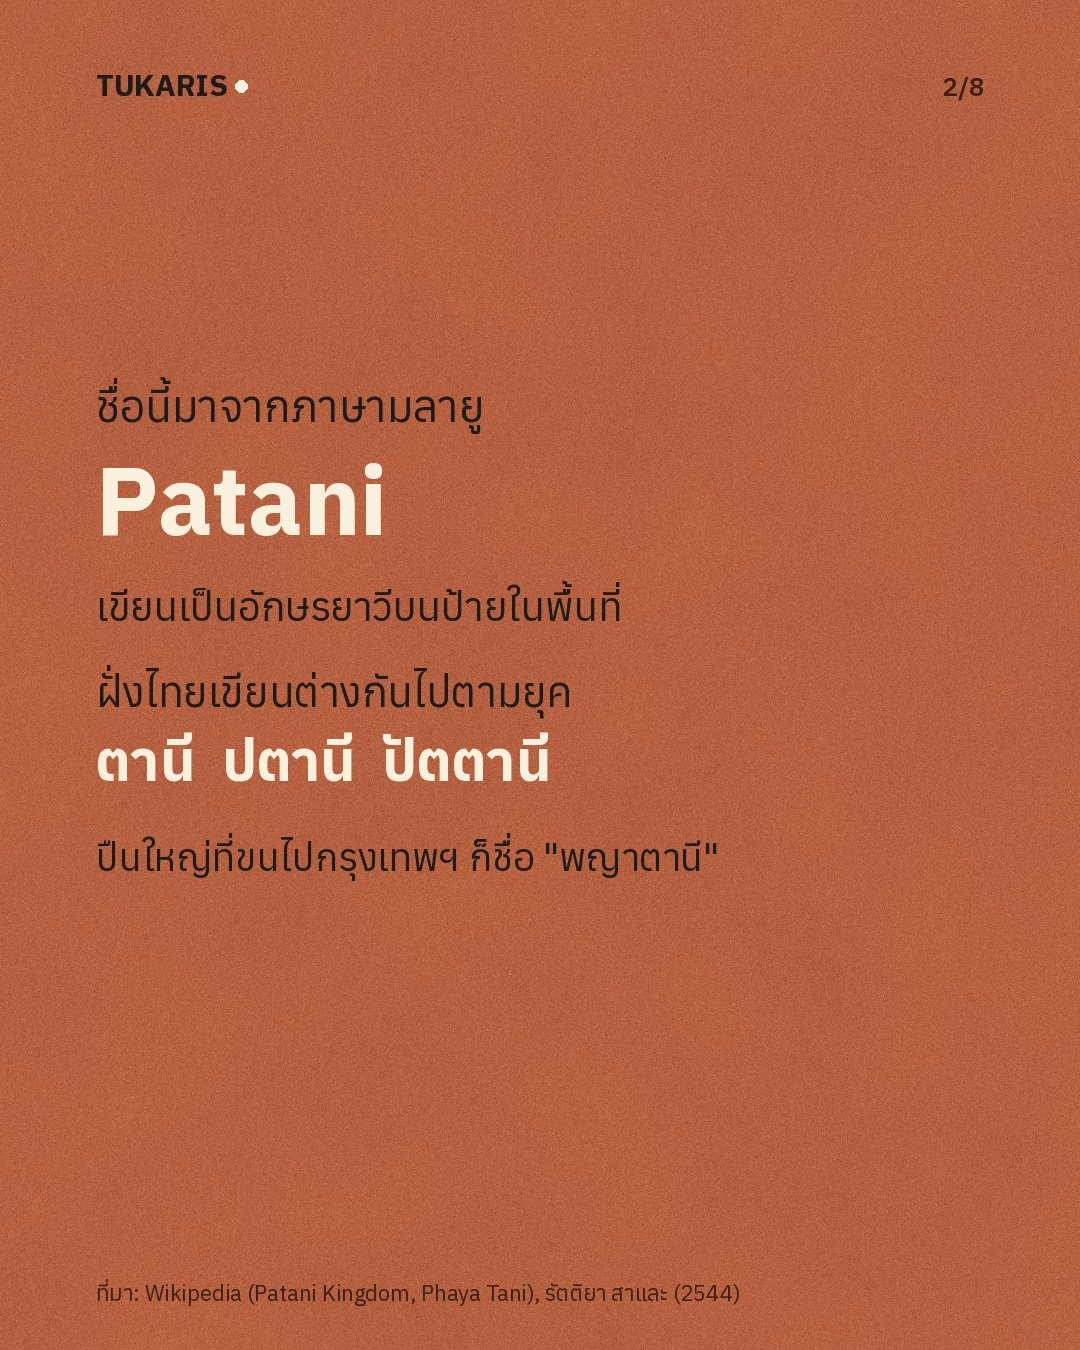 TUKARIS
2/8
ชื่อนี้มาจากภาษามลายู
Patani
เขียนเป็นอักษรยาวีบนป้ายในพื้นที่
ฝั่งไทยเขียนต่างกันไปตามยุค
ตานี ปตานี ปัตตานี
ปืนใหญ่ที่ขนไปกรุงเทพฯ ก็ชื่อ "พญาตานี"
ที่มา: Wikipedia (Patani Kingdom, Phaya Tani), รัตติยา สาและ (2544)